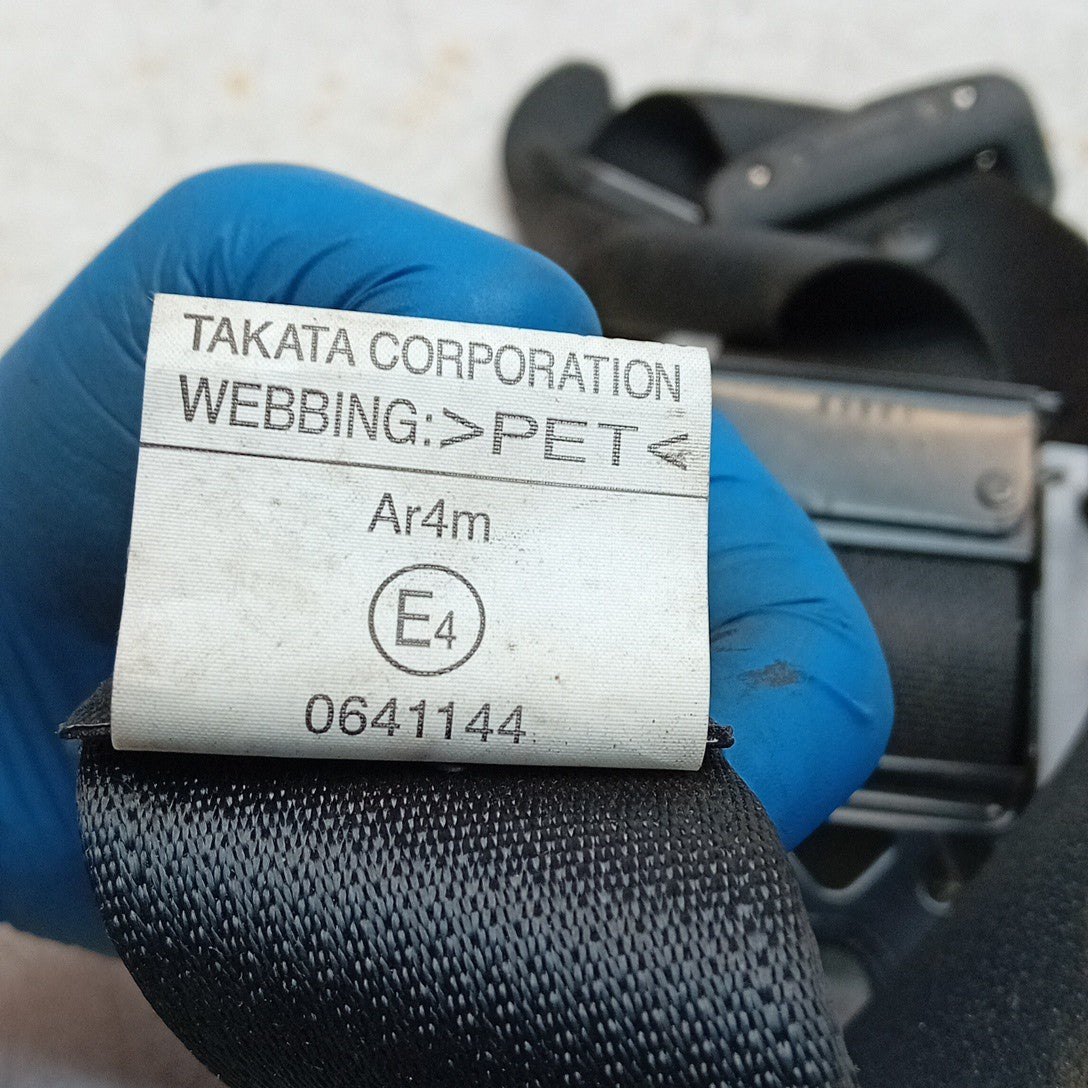 TAKATA CORPORATION
WEBBING:>PET<
Ar4m
E4
0641144